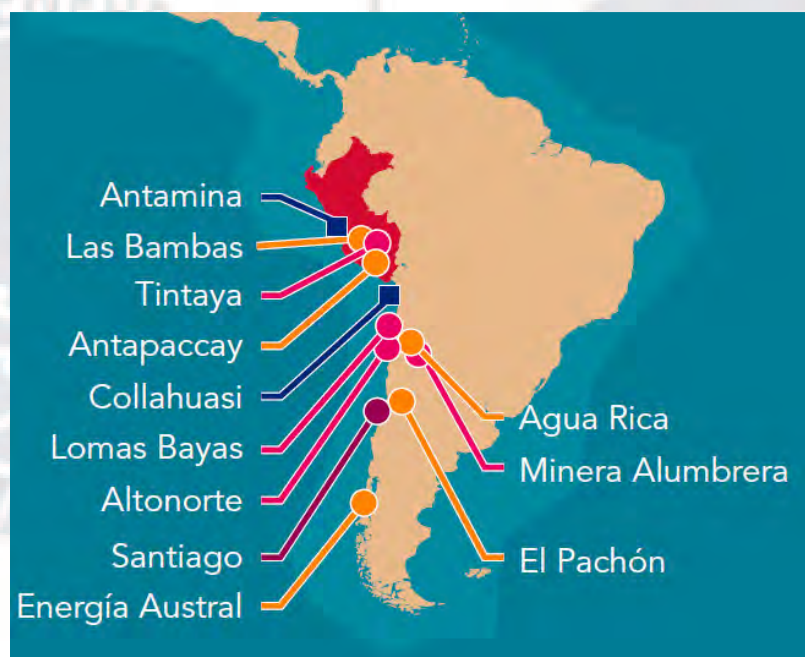 Antamina
Las Bambas
Tintaya
Antapaccay
Collahuasi
Lomas Bayas
Altonorte
Santiago
Energía Austral
Agua Rica
Minera Alumbrera
El Pachón